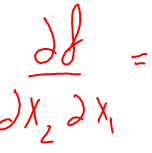 ∂f
∂x₂ ∂x₁ =